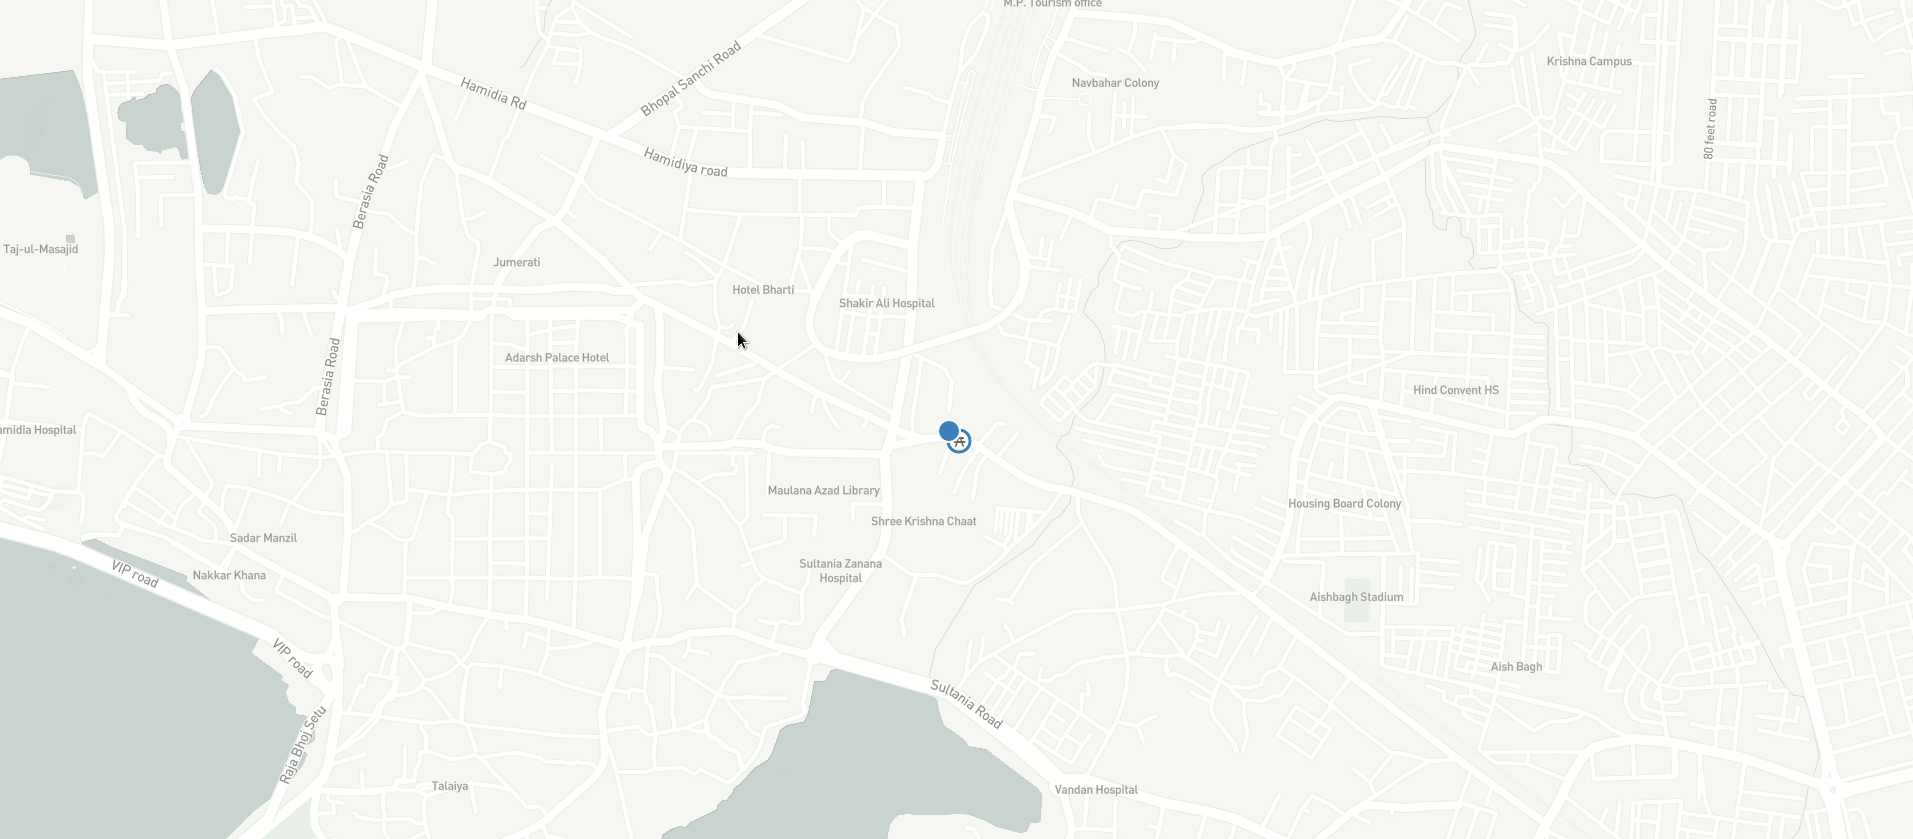 M.P. Tourism office
Krishna Campus
Bhopal Sanchi Road
Hamidia Rd
Navbahar Colony
80 feet road
Hamidiya road
Berasia Road
Taj-ul-Masajid
Jumerati
Hotel Bharti
Shakir Ali Hospital
Adarsh Palace Hotel
Berasia Road
Hind Convent HS
amidia Hospital
Maulana Azad Library
Housing Board Colony
Shree Krishna Chaat
Sadar Manzil
Sultania Zanana
Hospital
VIP road
Nakkar Khana
Aishbagh Stadium
VIP road
Aish Bagh
Sultania Road
Raja Bhoj Setu
Talaiya
Vandan Hospital